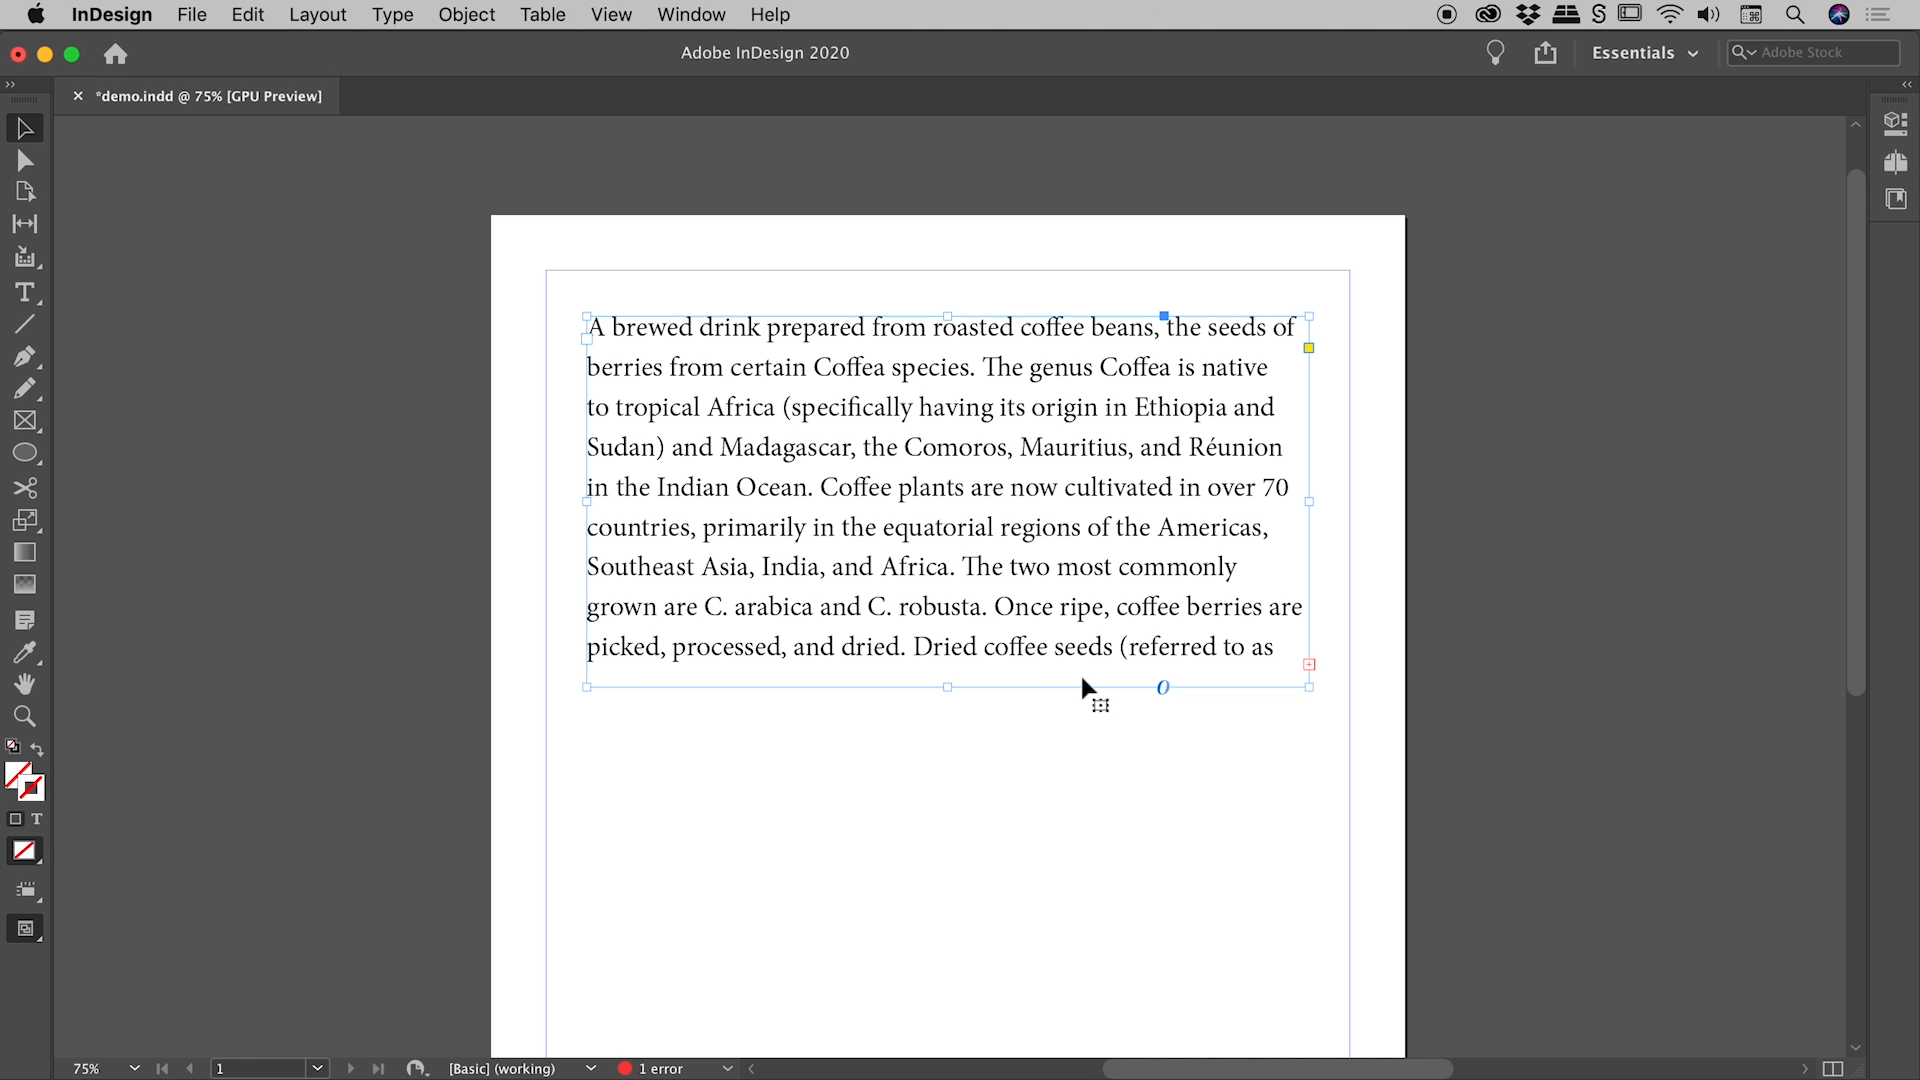 InDesign File Edit Layout Type Object Table View Window Help
Adobe InDesign 2020
Essentials
Adobe Stock
*demo.indd @ 75% [GPU Preview]
A brewed drink prepared from roasted coffee beans, the seeds of
berries from certain Coffea species. The genus Coffea is native
to tropical Africa (specifically having its origin in Ethiopia and
Sudan) and Madagascar, the Comoros, Mauritius, and Réunion
in the Indian Ocean. Coffee plants are now cultivated in over 70
countries, primarily in the equatorial regions of the Americas,
Southeast Asia, India, and Africa. The two most commonly
grown are C. arabica and C. robusta. Once ripe, coffee berries are
picked, processed, and dried. Dried coffee seeds (referred to as
75% 1 [Basic] (working) 1 error